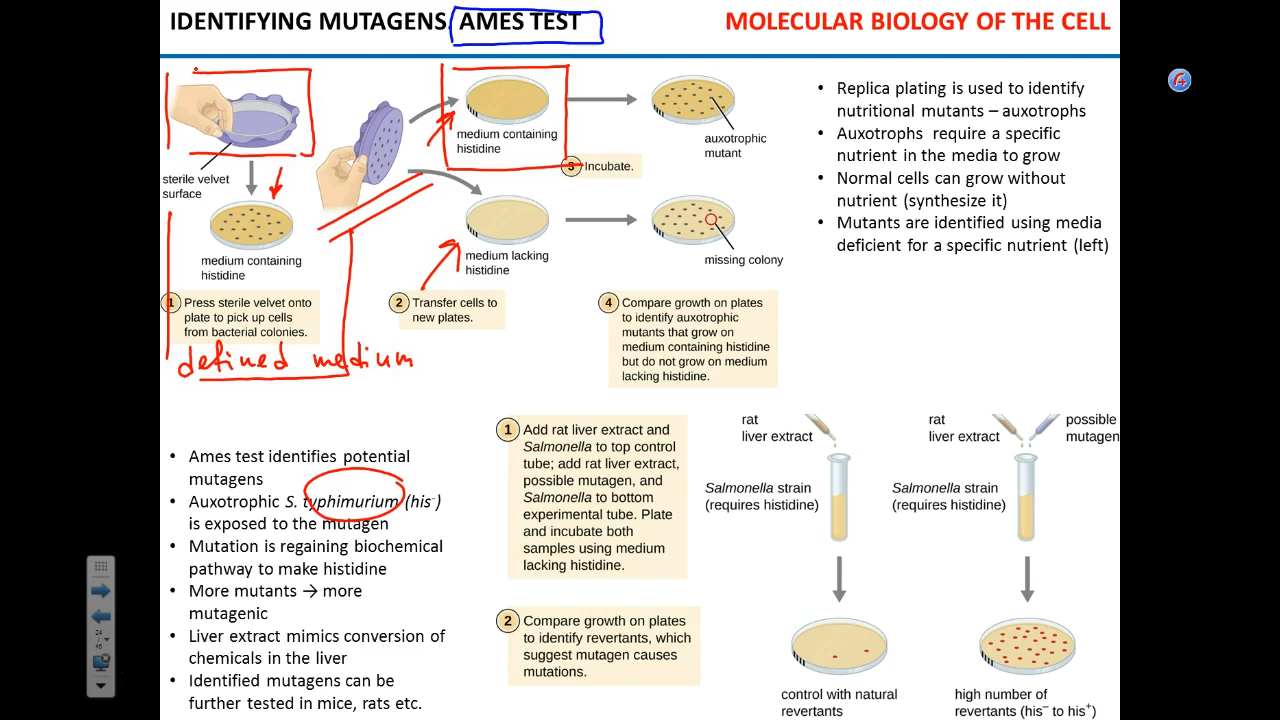 IDENTIFYING MUTAGENS AMES TEST
MOLECULAR BIOLOGY OF THE CELL
sterile velvet
surface
medium containing
histidine
1 Press sterile velvet onto
plate to pick up cells
from bacterial colonies.
defined medium
medium containing
histidine
medium lacking
histidine
2 Transfer cells to
new plates.
3 Incubate.
auxotrophic
mutant
missing colony
4 Compare growth on plates
to identify auxotrophic
mutants that grow on
medium containing histidine
but do not grow on medium
lacking histidine.
• Replica plating is used to identify
nutritional mutants – auxotrophs
• Auxotrophs require a specific
nutrient in the media to grow
• Normal cells can grow without
nutrient (synthesize it)
• Mutants are identified using media
deficient for a specific nutrient (left)
• Ames test identifies potential
mutagens
• Auxotrophic S. typhimurium (his⁻)
is exposed to the mutagen
• Mutation is regaining biochemical
pathway to make histidine
• More mutants → more
mutagenic
• Liver extract mimics conversion of
chemicals in the liver
• Identified mutagens can be
further tested in mice, rats etc.
1 Add rat liver extract and
Salmonella to top control
tube; add rat liver extract,
possible mutagen, and
Salmonella to bottom
experimental tube. Plate
and incubate both
samples using medium
lacking histidine.
2 Compare growth on plates
to identify revertants, which
suggest mutagen causes
mutations.
rat
liver extract
Salmonella strain
(requires histidine)
control with natural
revertants
rat
liver extract
possible
mutagen
Salmonella strain
(requires histidine)
high number of
revertants (his⁻ to his⁺)
24